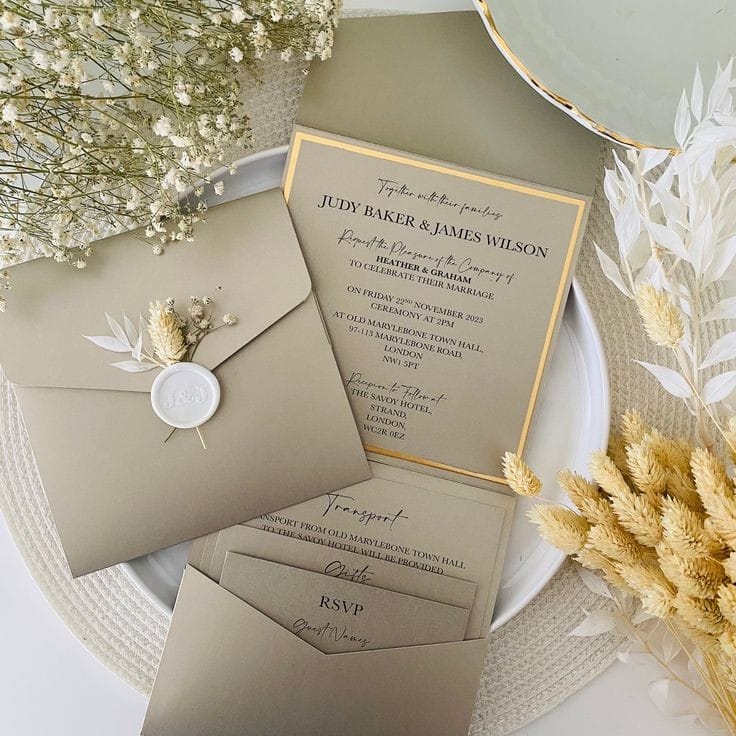 Together with their families
JUDY BAKER & JAMES WILSON
Request the Pleasure of the Company of
HEATHER & GRAHAM
TO CELEBRATE THEIR MARRIAGE
ON FRIDAY 22ND NOVEMBER 2023
CEREMONY AT 2PM
AT OLD MARYLEBONE TOWN HALL
97-113 MARYLEBONE ROAD,
LONDON
NW1 5PT
Reception to Follow at
THE SAVOY HOTEL
STRAND,
LONDON,
WC2R 0EZ
J&J
Transport
TRANSPORT FROM OLD MARYLEBONE TOWN HALL
TO THE SAVOY HOTEL WILL BE PROVIDED
Gifts
RSVP
Guest Names